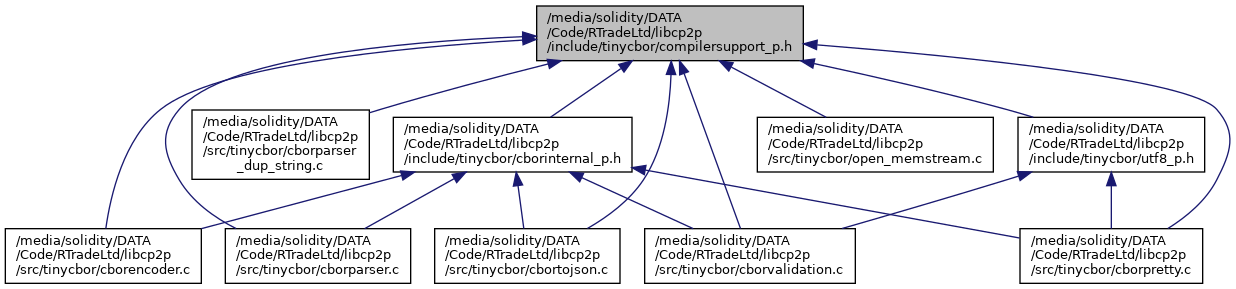 /media/solidity/DATA
/Code/RTradeLtd/libcp2p
/include/tinycbor/compilersupport_p.h
/media/solidity/DATA
/Code/RTradeLtd/libcp2p
/src/tinycbor/cborparser
_dup_string.c
/media/solidity/DATA
/Code/RTradeLtd/libcp2p
/include/tinycbor/cborinternal_p.h
/media/solidity/DATA
/Code/RTradeLtd/libcp2p
/src/tinycbor/open_memstream.c
/media/solidity/DATA
/Code/RTradeLtd/libcp2p
/include/tinycbor/utf8_p.h
/media/solidity/DATA
/Code/RTradeLtd/libcp2p
/src/tinycbor/cborencoder.c
/media/solidity/DATA
/Code/RTradeLtd/libcp2p
/src/tinycbor/cborparser.c
/media/solidity/DATA
/Code/RTradeLtd/libcp2p
/src/tinycbor/cbortojson.c
/media/solidity/DATA
/Code/RTradeLtd/libcp2p
/src/tinycbor/cborvalidation.c
/media/solidity/DATA
/Code/RTradeLtd/libcp2p
/src/tinycbor/cborpretty.c